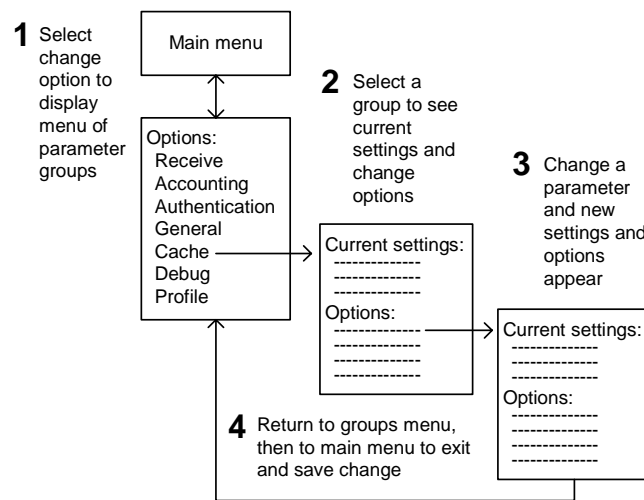 1 Select
change
option to
display
menu of
parameter
groups
Main menu
Options:
Receive
Accounting
Authentication
General
Cache
Debug
Profile
2 Select a
group to see
current
settings and
change
options
Current settings:
---------------
---------------
---------------
Options:
---------------
---------------
---------------
---------------
3 Change a
parameter
and new
settings and
options
appear
Current settings:
---------------
---------------
---------------
Options:
---------------
---------------
---------------
---------------
4 Return to groups menu,
then to main menu to exit
and save change